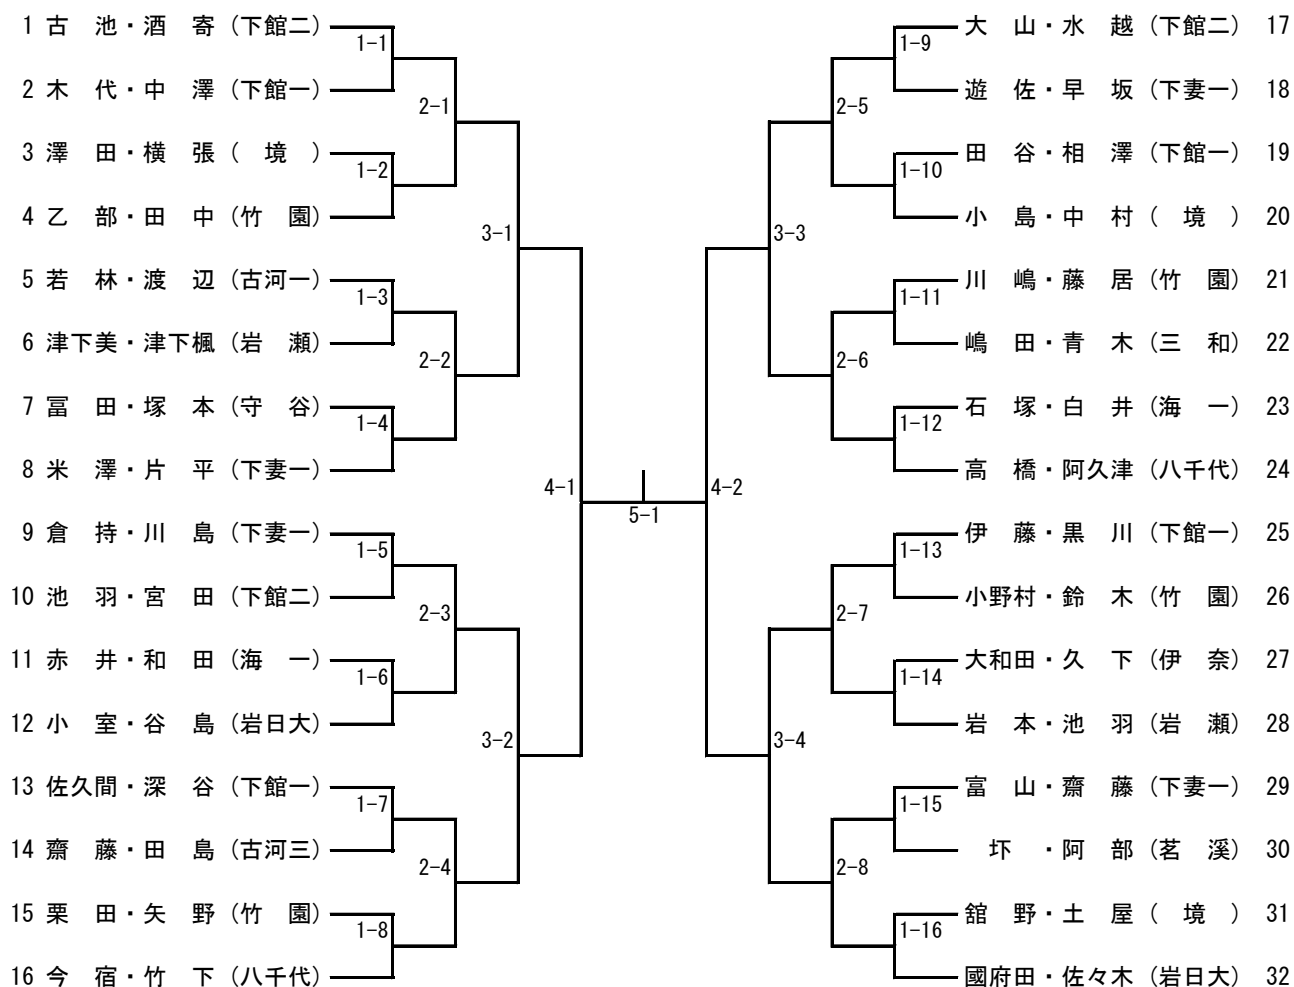 1 古　池・酒　寄（下館二）
1-1
2 木　代・中　澤（下館一）
2-1
3 澤　田・横　張（　境　）
1-2
4 乙　部・田　中（竹　園）
3-1
5 若　林・渡　辺（古河一）
1-3
6 津下美・津下楓（岩　瀬）
2-2
7 冨　田・塚　本（守　谷）
1-4
8 米　澤・片　平（下妻一）
4-1
9 倉　持・川　島（下妻一）
1-5
10 池　羽・宮　田（下館二）
2-3
11 赤　井・和　田（海　一）
1-6
12 小　室・谷　島（岩日大）
3-2
13 佐久間・深　谷（下館一）
1-7
14 齋　藤・田　島（古河三）
2-4
15 栗　田・矢　野（竹　園）
1-8
16 今　宿・竹　下（八千代）
5-1
大　山・水　越（下館二） 17
1-9
遊　佐・早　坂（下妻一） 18
2-5
田　谷・相　澤（下館一） 19
1-10
小　島・中　村（　境　） 20
3-3
川　嶋・藤　居（竹　園） 21
1-11
嶋　田・青　木（三　和） 22
2-6
石　塚・白　井（海　一） 23
1-12
高　橋・阿久津（八千代） 24
4-2
伊　藤・黒　川（下館一） 25
1-13
小野村・鈴　木（竹　園） 26
2-7
大和田・久　下（伊　奈） 27
1-14
岩　本・池　羽（岩　瀬） 28
3-4
富　山・齋　藤（下妻一） 29
1-15
圷　・阿　部（茗　溪） 30
2-8
舘　野・土　屋（　境　） 31
1-16
國府田・佐々木（岩日大） 32